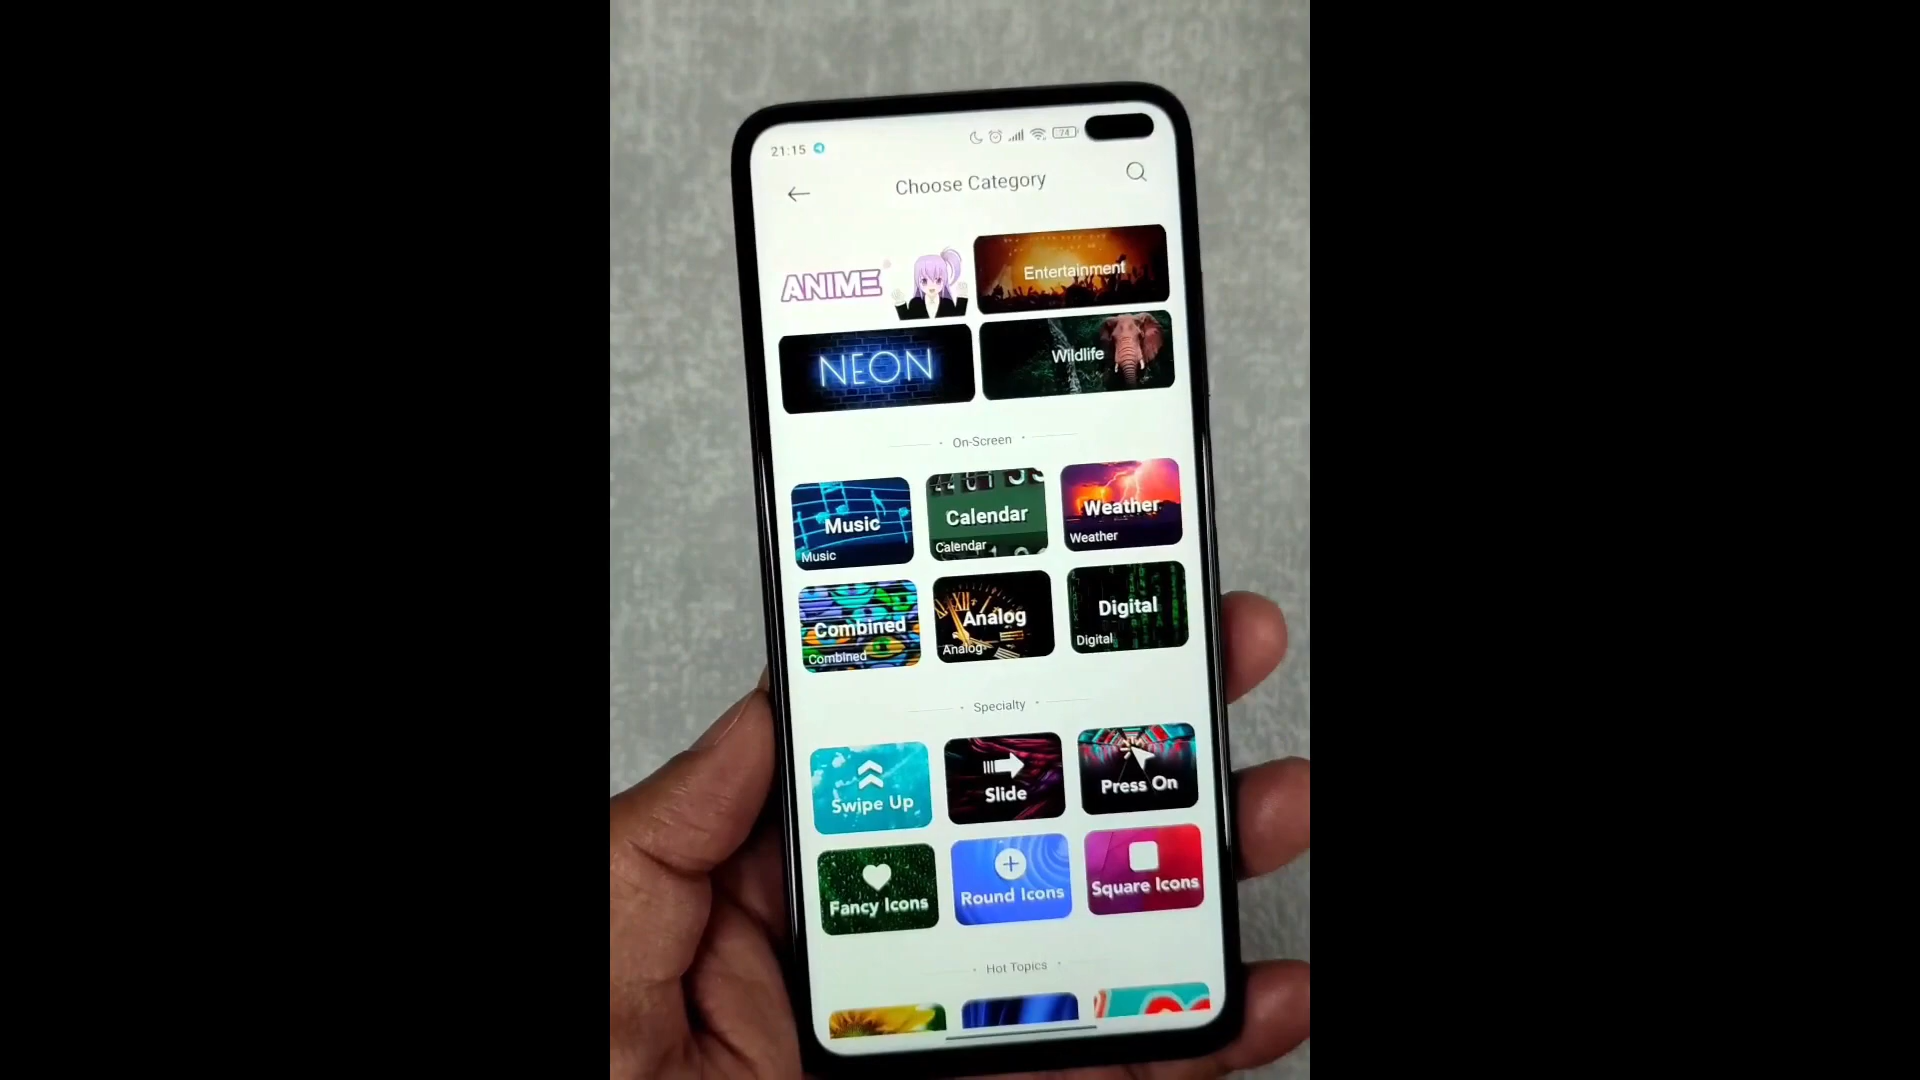 21:15
74
Choose Category
ANIME
Entertainment
NEON
Wildlife
On-Screen
Music
Music
Calendar
Calendar
Weather
Weather
Combined
Combined
Analog
Analog
Digital
Digital
Specialty
Swipe Up
Slide
Press On
Fancy Icons
Round Icons
Square Icons
Hot Topics